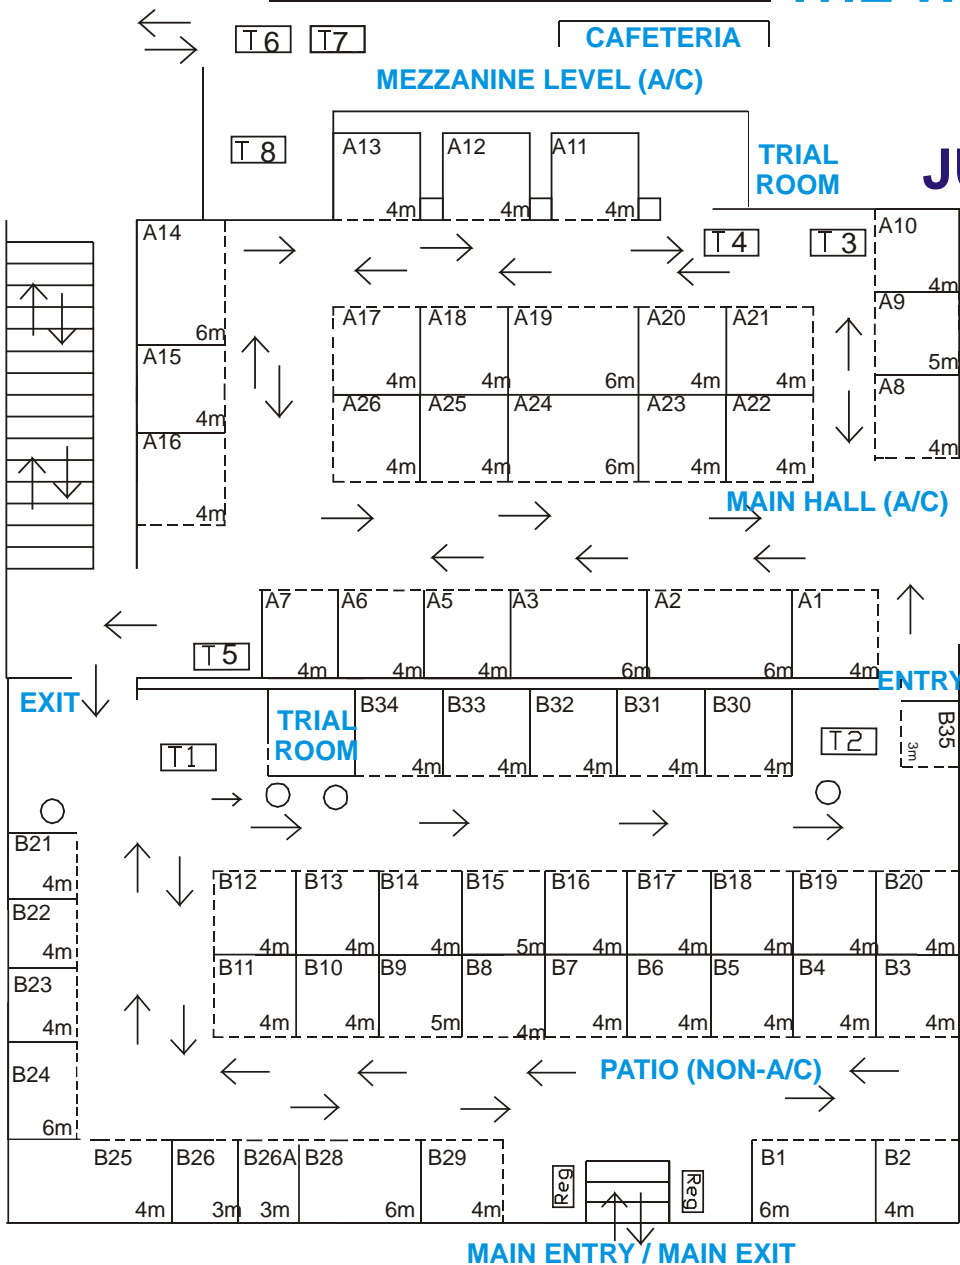 T6 T7
CAFETERIA
MEZZANINE LEVEL (A/C)
T 8
A13 A12 A11
4m 4m 4m
TRIAL
ROOM
JU
A14
6m
T4 T3
A10
4m
A9
5m
A8
4m
A15
4m
A16
4m
A17 A18 A19 A20 A21
4m 4m 6m 4m 4m
A26 A25 A24 A23 A22
4m 4m 6m 4m 4m
MAIN HALL (A/C)
A7 A6 A5 A3 A2 A1
4m 4m 4m 6m 6m 4m
T5
EXIT
ENTRY
TRIAL
ROOM
B34 B33 B32 B31 B30
4m 4m 4m 4m 4m
T1
T2
B35
3m
B21
4m
B22
4m
B23
4m
B24
6m
B12 B13 B14 B15 B16 B17 B18 B19 B20
4m 4m 4m 5m 4m 4m 4m 4m 4m
B11 B10 B9 B8 B7 B6 B5 B4 B3
4m 4m 5m 4m 4m 4m 4m 4m 4m
PATIO (NON-A/C)
B25 B26 B26A B28 B29
4m 3m 3m 6m 4m
Reg
Reg
B1 B2
6m 4m
MAIN ENTRY / MAIN EXIT